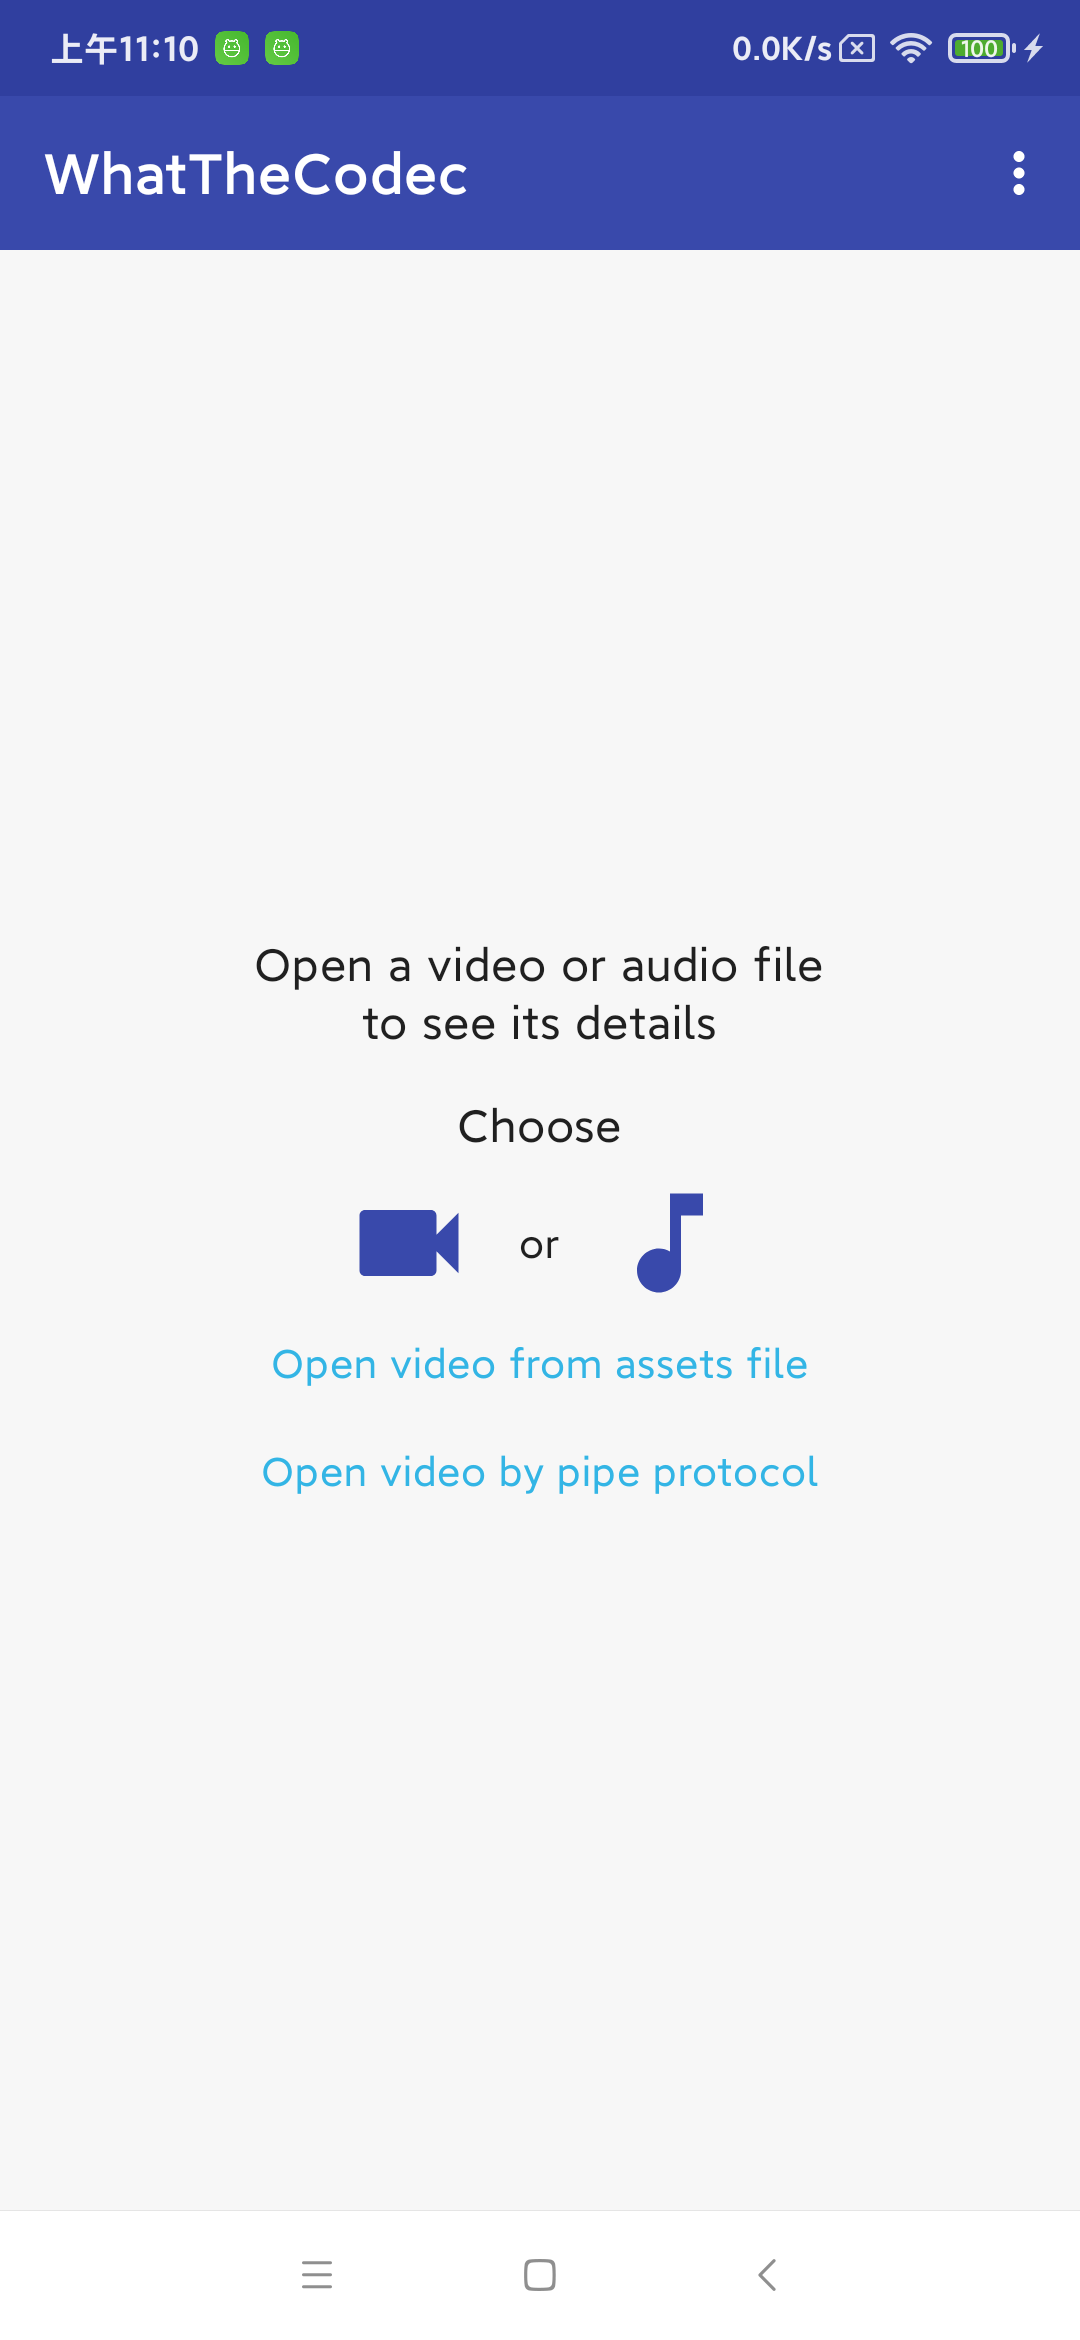 上午11:10 0.0K/s 100
WhatTheCodec
Open a video or audio file
to see its details
Choose
or
Open video from assets file
Open video by pipe protocol